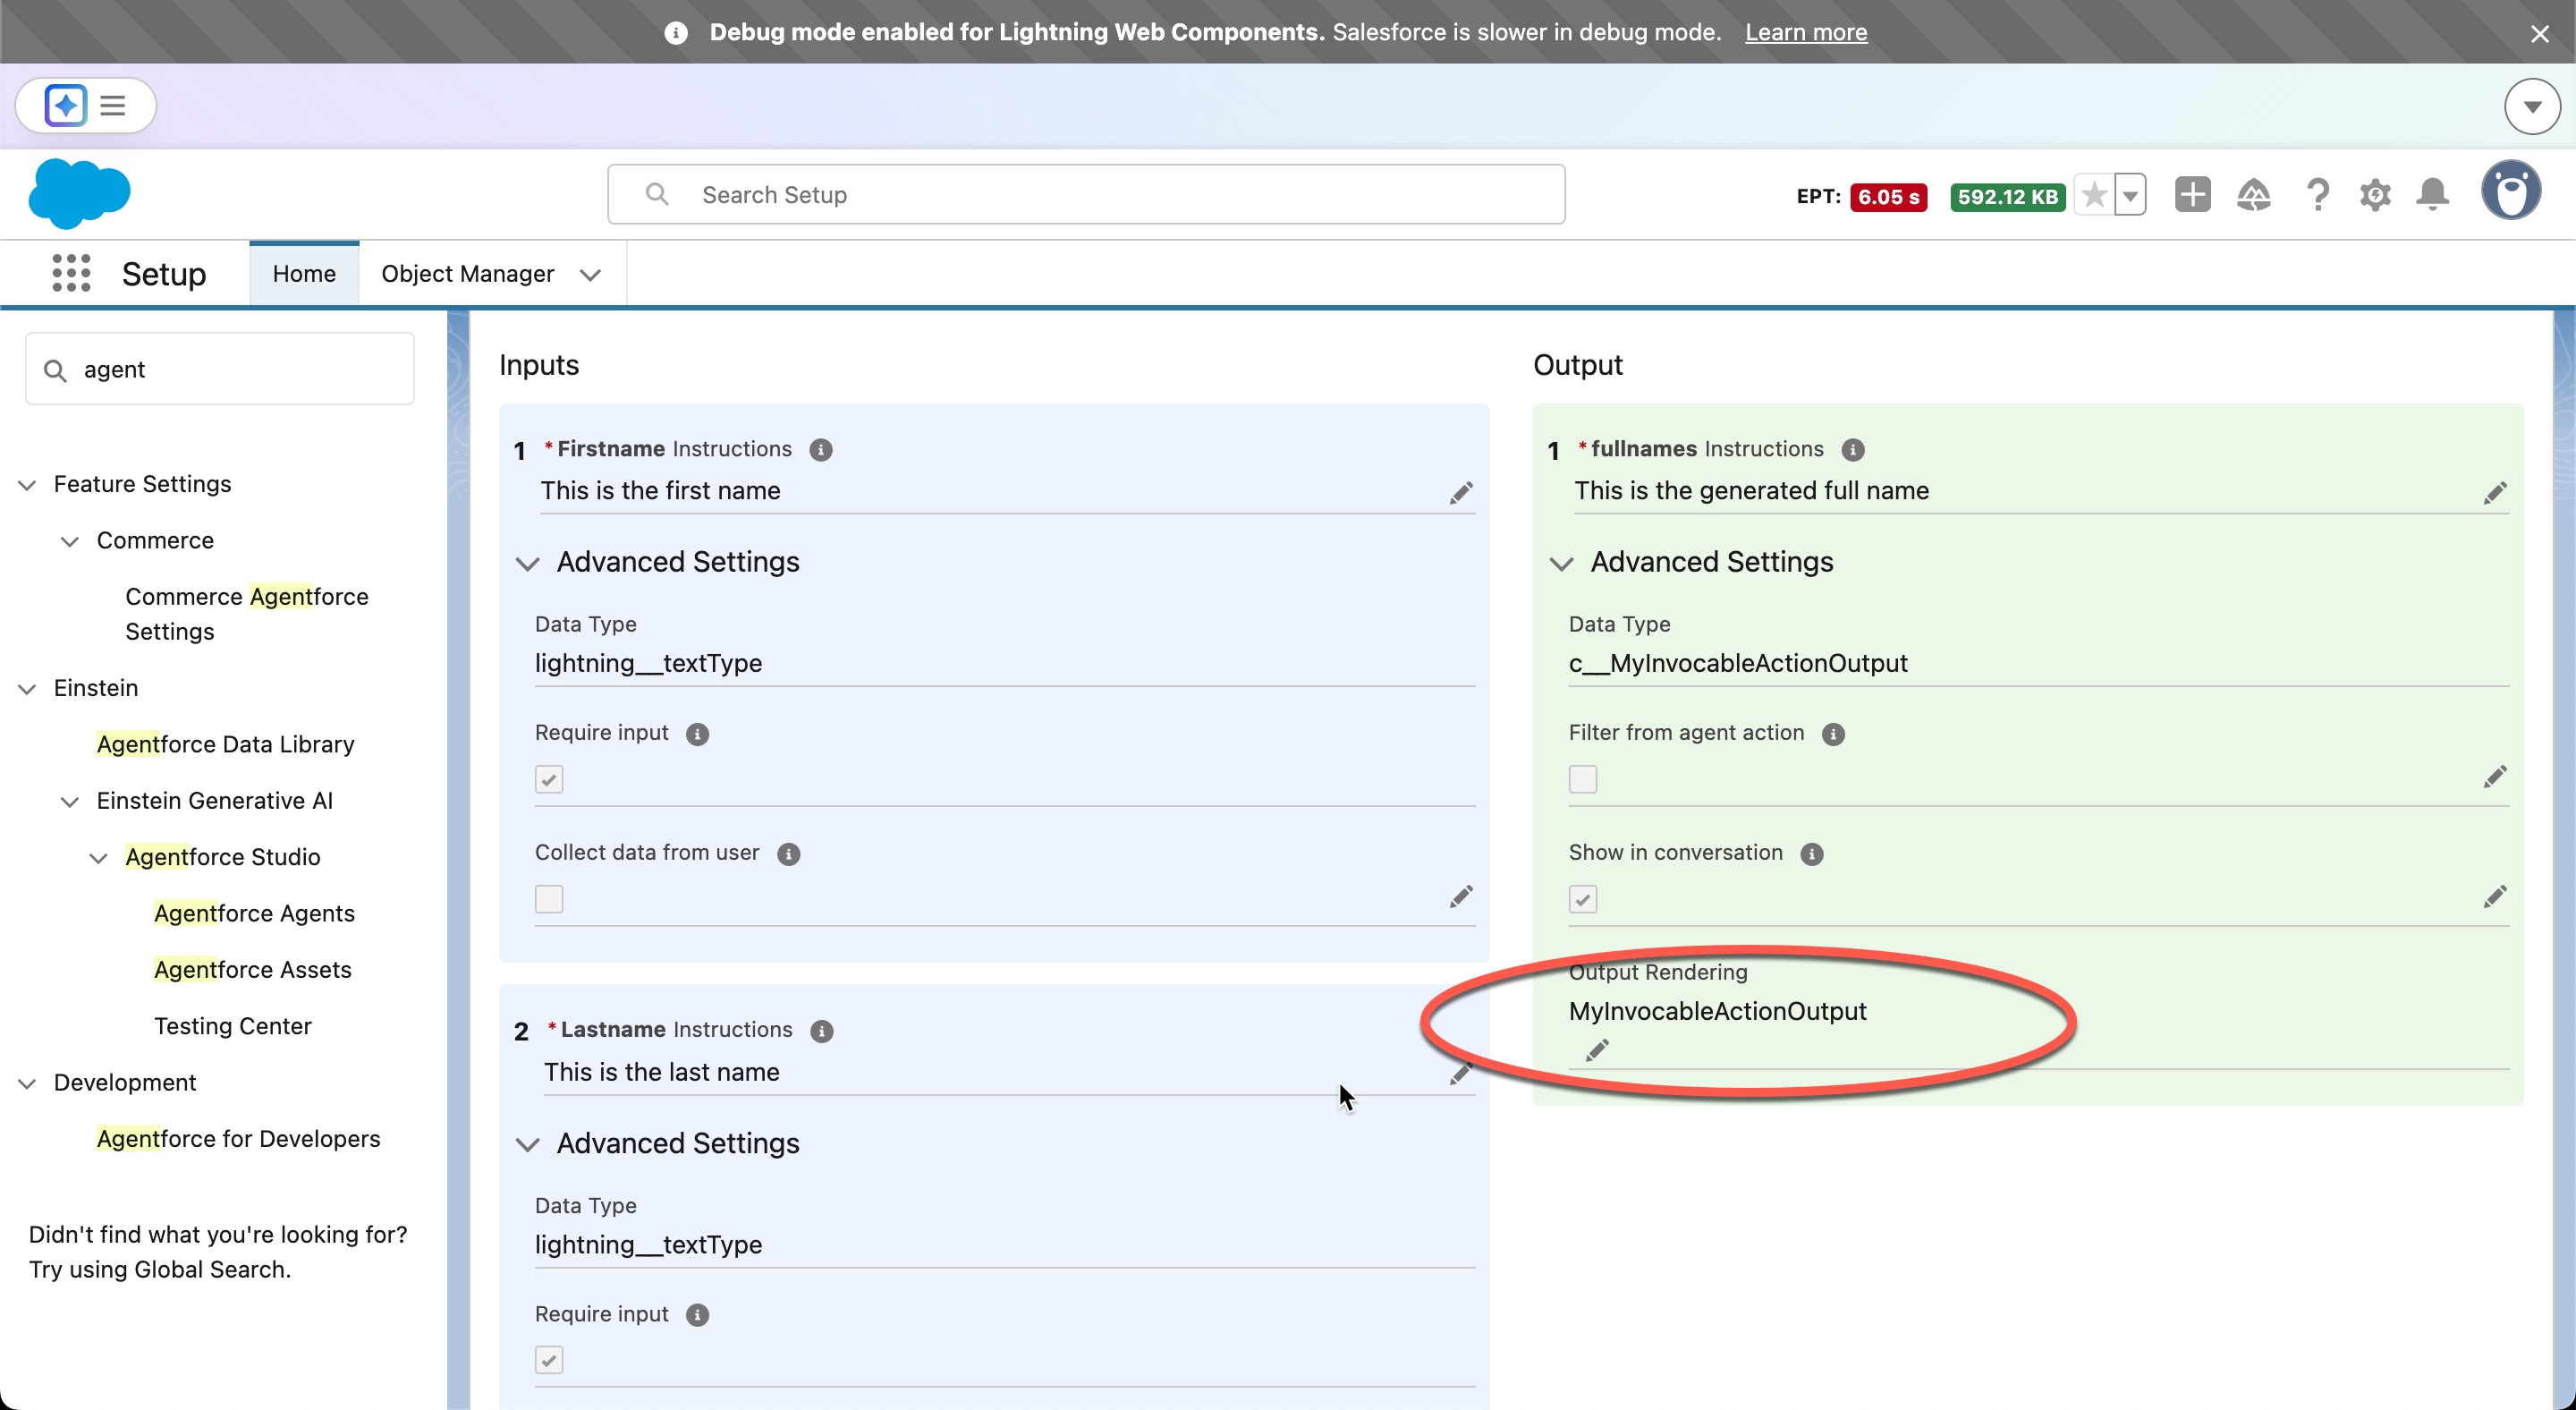 Debug mode enabled for Lightning Web Components. Salesforce is slower in debug mode. Learn more
Search Setup
EPT: 6.05 s 592.12 KB
Setup
Home
Object Manager
agent
Feature Settings
Commerce
Commerce Agentforce
Settings
Einstein
Agentforce Data Library
Einstein Generative AI
Agentforce Studio
Agentforce Agents
Agentforce Assets
Testing Center
Development
Agentforce for Developers
Didn't find what you're looking for?
Try using Global Search.
Inputs
1 *Firstname Instructions
This is the first name
Advanced Settings
Data Type
lightning__textType
Require input
Collect data from user
2 *Lastname Instructions
This is the last name
Advanced Settings
Data Type
lightning__textType
Require input
Output
1 *fullnames Instructions
This is the generated full name
Advanced Settings
Data Type
c__MyInvocableActionOutput
Filter from agent action
Show in conversation
Output Rendering
MyInvocableActionOutput